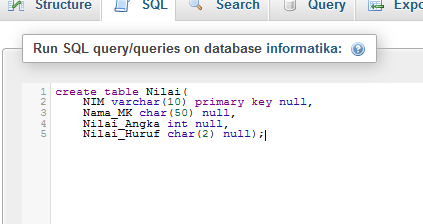 Structure SQL Search Query Expo
Run SQL query/queries on database informatika:
1 create table Nilai(
2 NIM varchar(10) primary key null,
3 Nama_MK char(50) null,
4 Nilai_Angka int null,
5 Nilai_Huruf char(2) null);